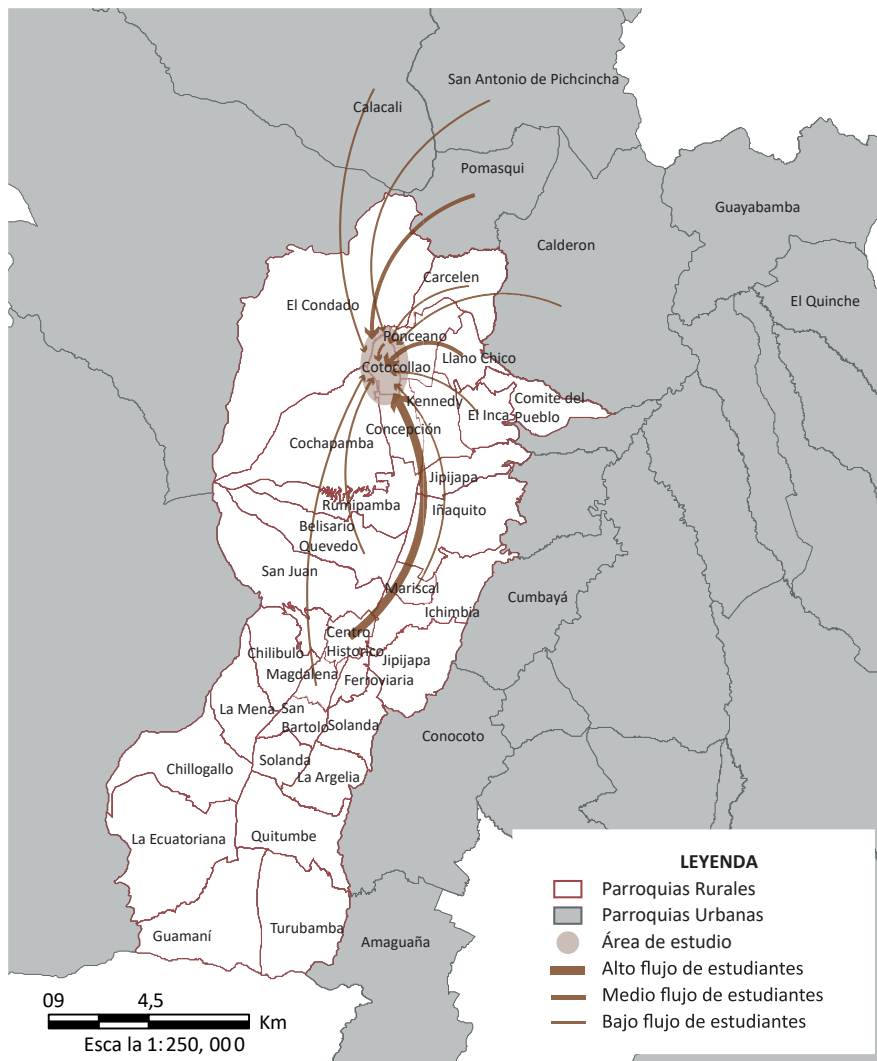 San Antonio de Pichcincha
Calacali
Pomasqui
Guayabamba
Calderon
Carcelen
El Condado
El Quinche
Ponceano
Llano Chico
Cotocollao
Kennedy
Comite del
Pueblo
El Inca
Concepción
Cochapamba
Jipijapa
Rumipamba
Iñaquito
Belisario
Quevedo
San Juan
Mariscal
Cumbayá
Ichimbia
Centro
Historico
Chilibulo
Jipijapa
Magdalena
Ferroviaria
La Mena
San
Bartolo
Solanda
Conocoto
Solanda
Chillogallo
La Argelia
La Ecuatoriana
Quitumbe
Guamaní
Turubamba
Amaguaña
LEYENDA
Parroquias Rurales
Parroquias Urbanas
Área de estudio
Alto flujo de estudiantes
Medio flujo de estudiantes
Bajo flujo de estudiantes
09 4,5
Km
Esca la 1: 250, 000